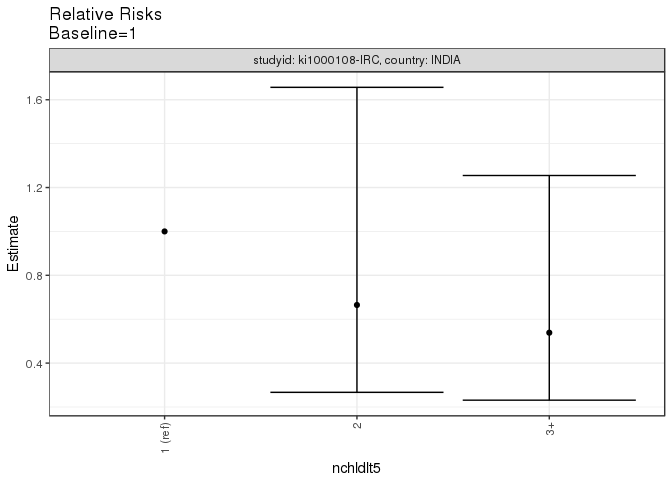 Relative Risks
Baseline=1
studyid: ki1000108-IRC, country: INDIA
1.6
1.2
0.8
0.4
Estimate
1 (ref)
2
3+
nchldlt5